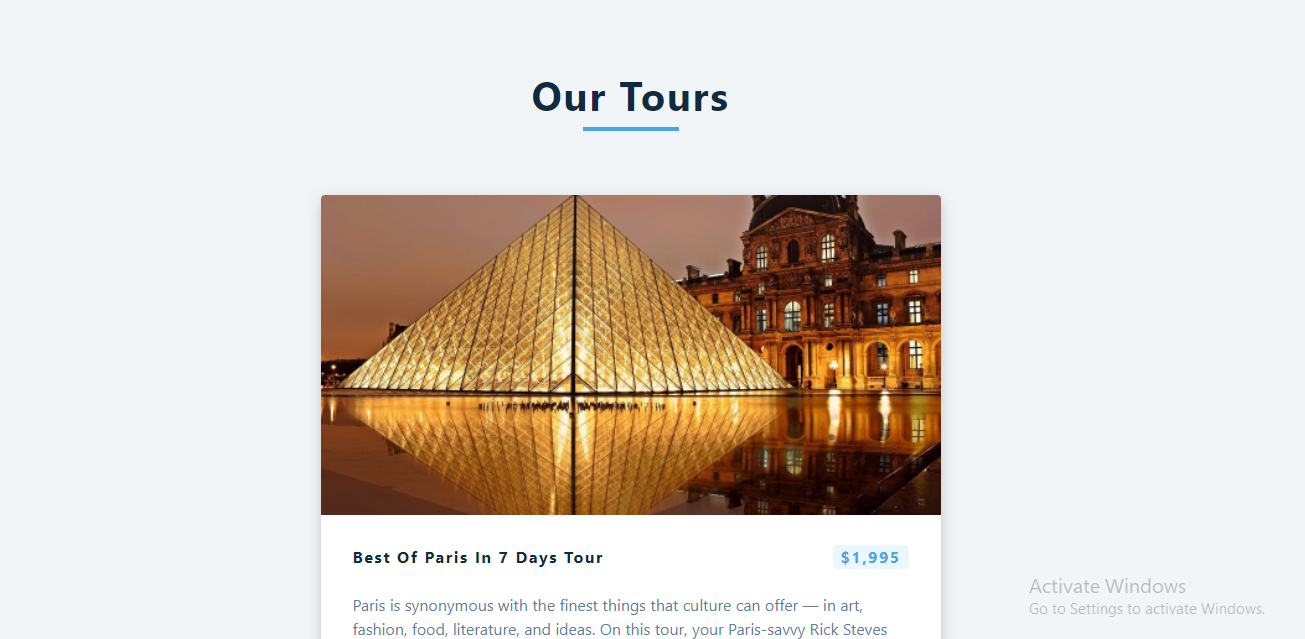 Our Tours
Best Of Paris In 7 Days Tour
$1,995
Paris is synonymous with the finest things that culture can offer — in art,
fashion, food, literature, and ideas. On this tour, your Paris-savvy Rick Steves
Activate Windows
Go to Settings to activate Windows.